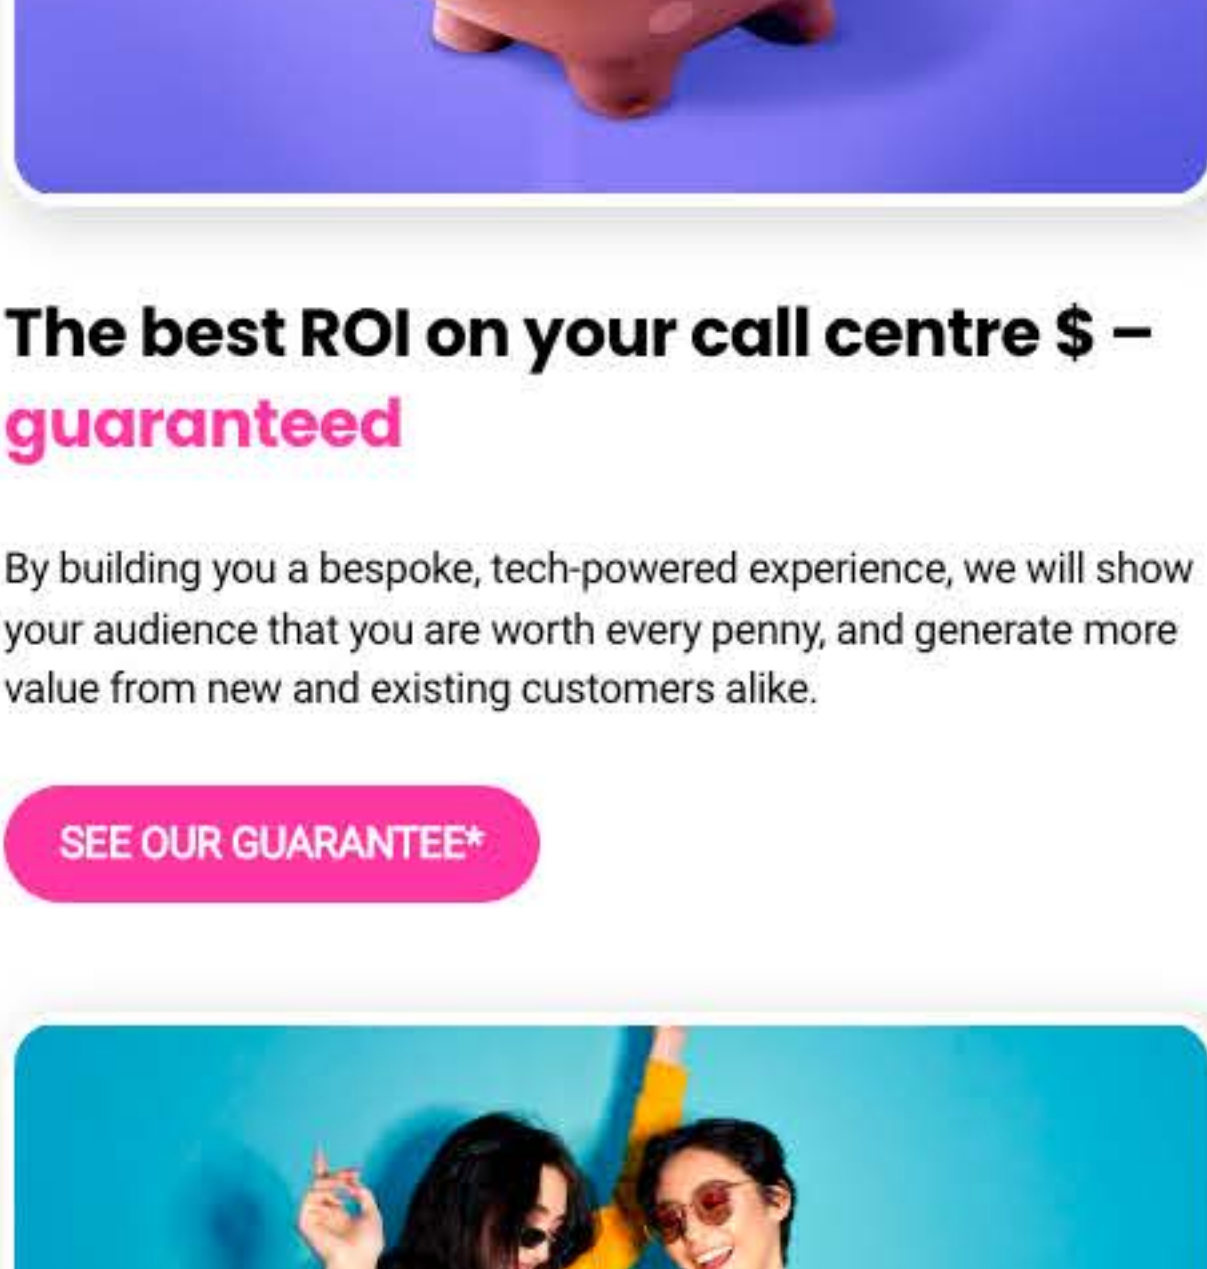 The best ROI on your call centre $ –
guaranteed
By building you a bespoke, tech-powered experience, we will show
your audience that you are worth every penny, and generate more
value from new and existing customers alike.
SEE OUR GUARANTEE*